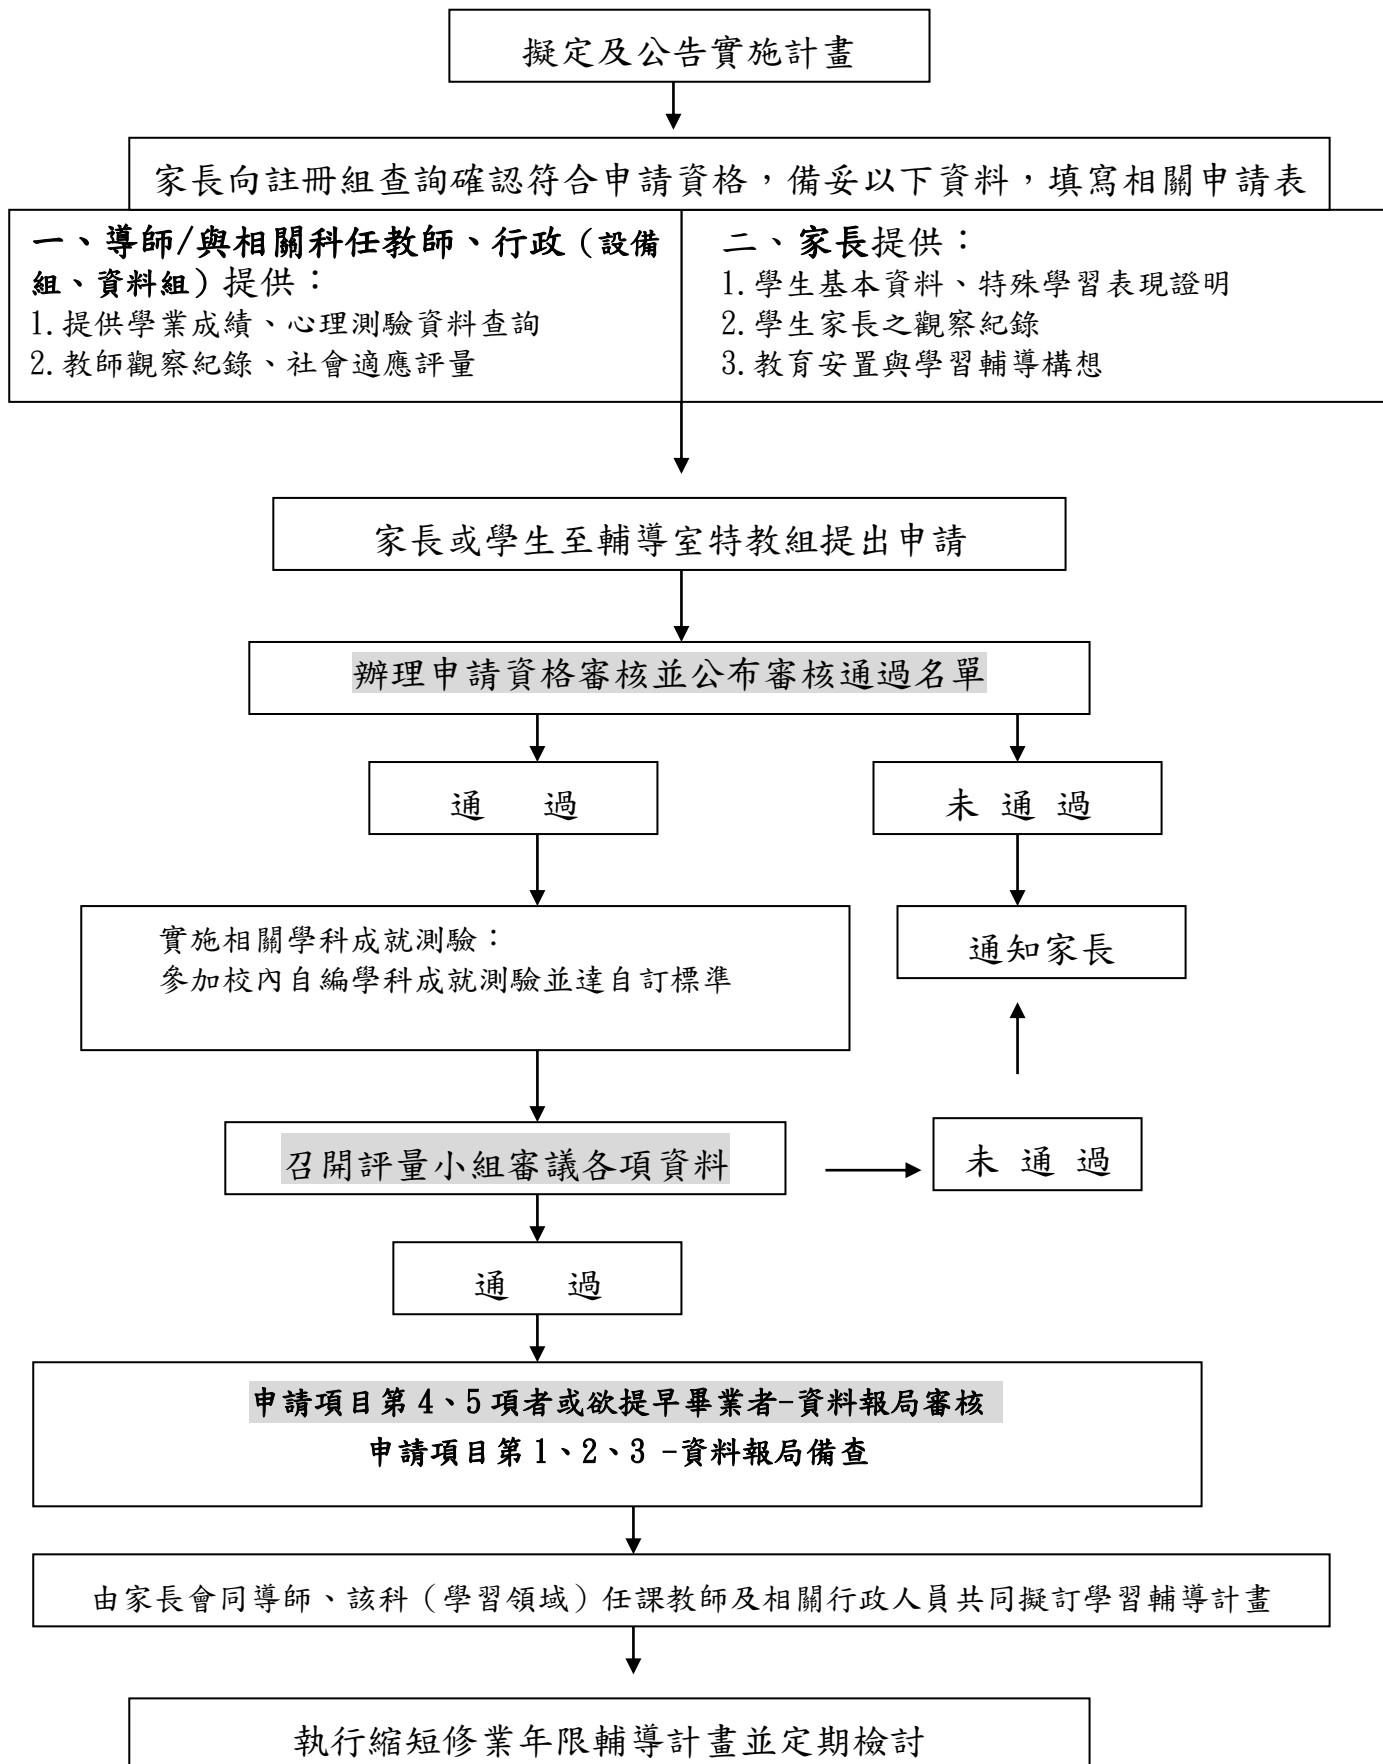 擬定及公告實施計畫
家長向註冊組查詢確認符合申請資格，備妥以下資料，填寫相關申請表
一、導師/與相關科任教師、行政（設備
組、資料組）提供：
1.提供學業成績、心理測驗資料查詢
2.教師觀察紀錄、社會適應評量
二、家長提供：
1.學生基本資料、特殊學習表現證明
2.學生家長之觀察紀錄
3.教育安置與學習輔導構想
家長或學生至輔導室特教組提出申請
辦理申請資格審核並公布審核通過名單
通 過
未 通 過
實施相關學科成就測驗：
參加校內自編學科成就測驗並達自訂標準
通知家長
召開評量小組審議各項資料
未 通 過
通 過
申請項目第 4、5 項者或欲提早畢業者-資料報局審核
申請項目第 1、2、3 -資料報局備查
由家長會同導師、該科（學習領域）任課教師及相關行政人員共同擬訂學習輔導計畫
執行縮短修業年限輔導計畫並定期檢討